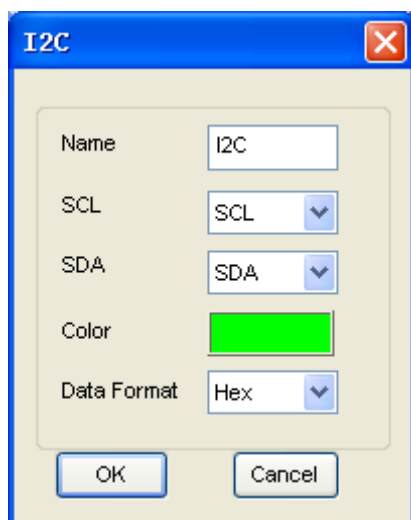 I2C
Name I2C
SCL SCL
SDA SDA
Color
Data Format Hex
OK Cancel